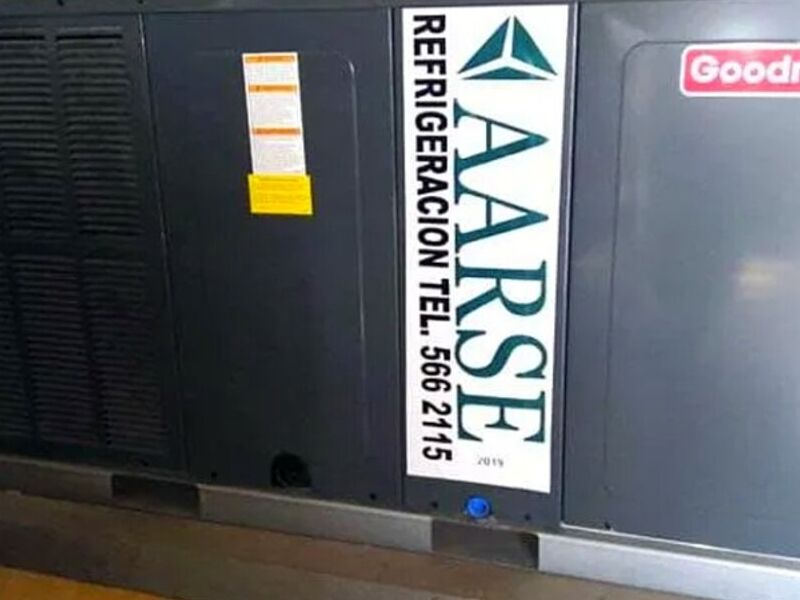 AARSE
REFRIGERACION TEL. 566 2115
2019
Goodm